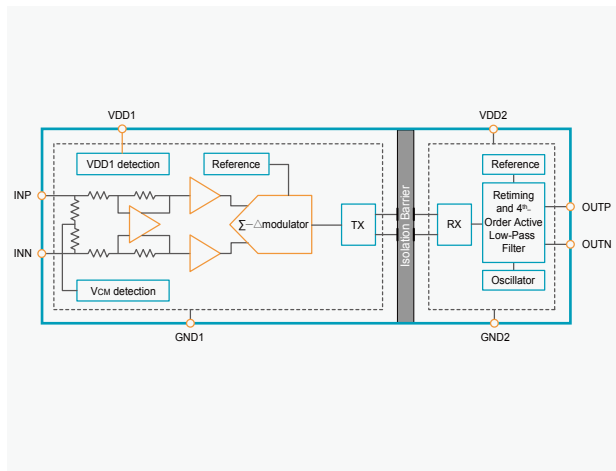 VDD1
VDD2
VDD1 detection
Reference
Reference
INP
INN
∑-△modulator
TX
Isolation Barrier
RX
Retiming
and 4th-
Order Active
Low-Pass
Filter
OUTP
OUTN
VCM detection
Oscillator
GND1
GND2